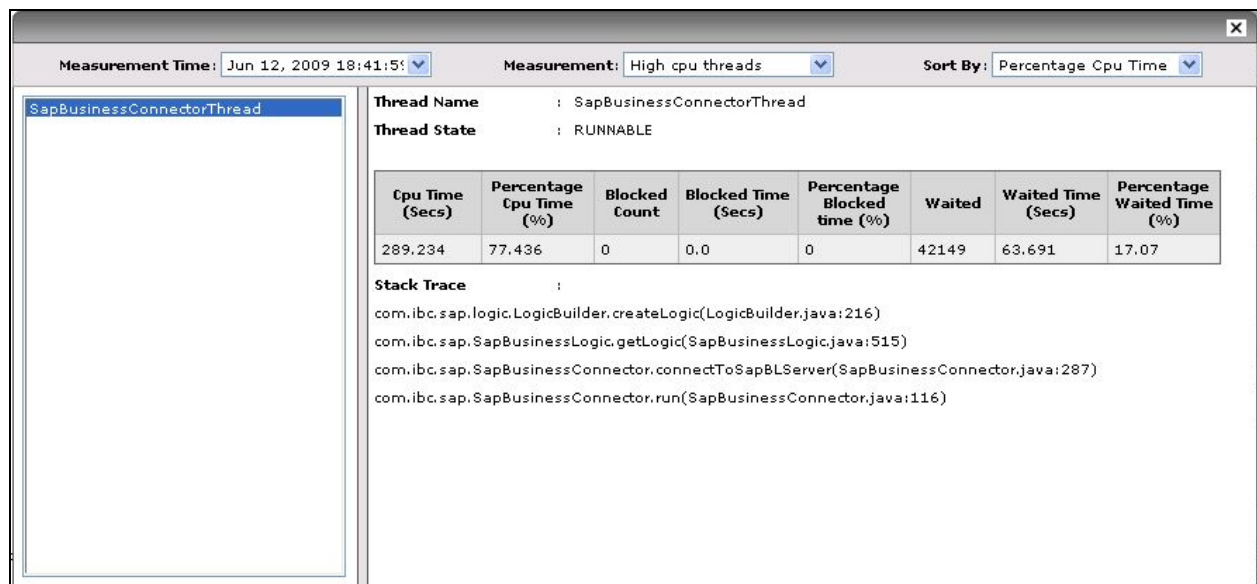 Measurement Time: Jun 12, 2009 18:41:59 Measurement: High cpu threads Sort By: Percentage Cpu Time
SapBusinessConnectorThread
Thread Name : SapBusinessConnectorThread
Thread State : RUNNABLE
Cpu Time (Secs) Percentage Cpu Time (%) Blocked Count Blocked Time (Secs) Percentage Blocked time (%) Waited Waited Time (Secs) Percentage Waited Time (%)
289.234 77.436 0 0.0 0 42149 63.691 17.07
Stack Trace :
com.ibc.sap.logic.LogicBuilder.createLogic(LogicBuilder.java:216)
com.ibc.sap.SapBusinessLogic.getLogic(SapBusinessLogic.java:515)
com.ibc.sap.SapBusinessConnector.connectToSapBLServer(SapBusinessConnector.java:287)
com.ibc.sap.SapBusinessConnector.run(SapBusinessConnector.java:116)